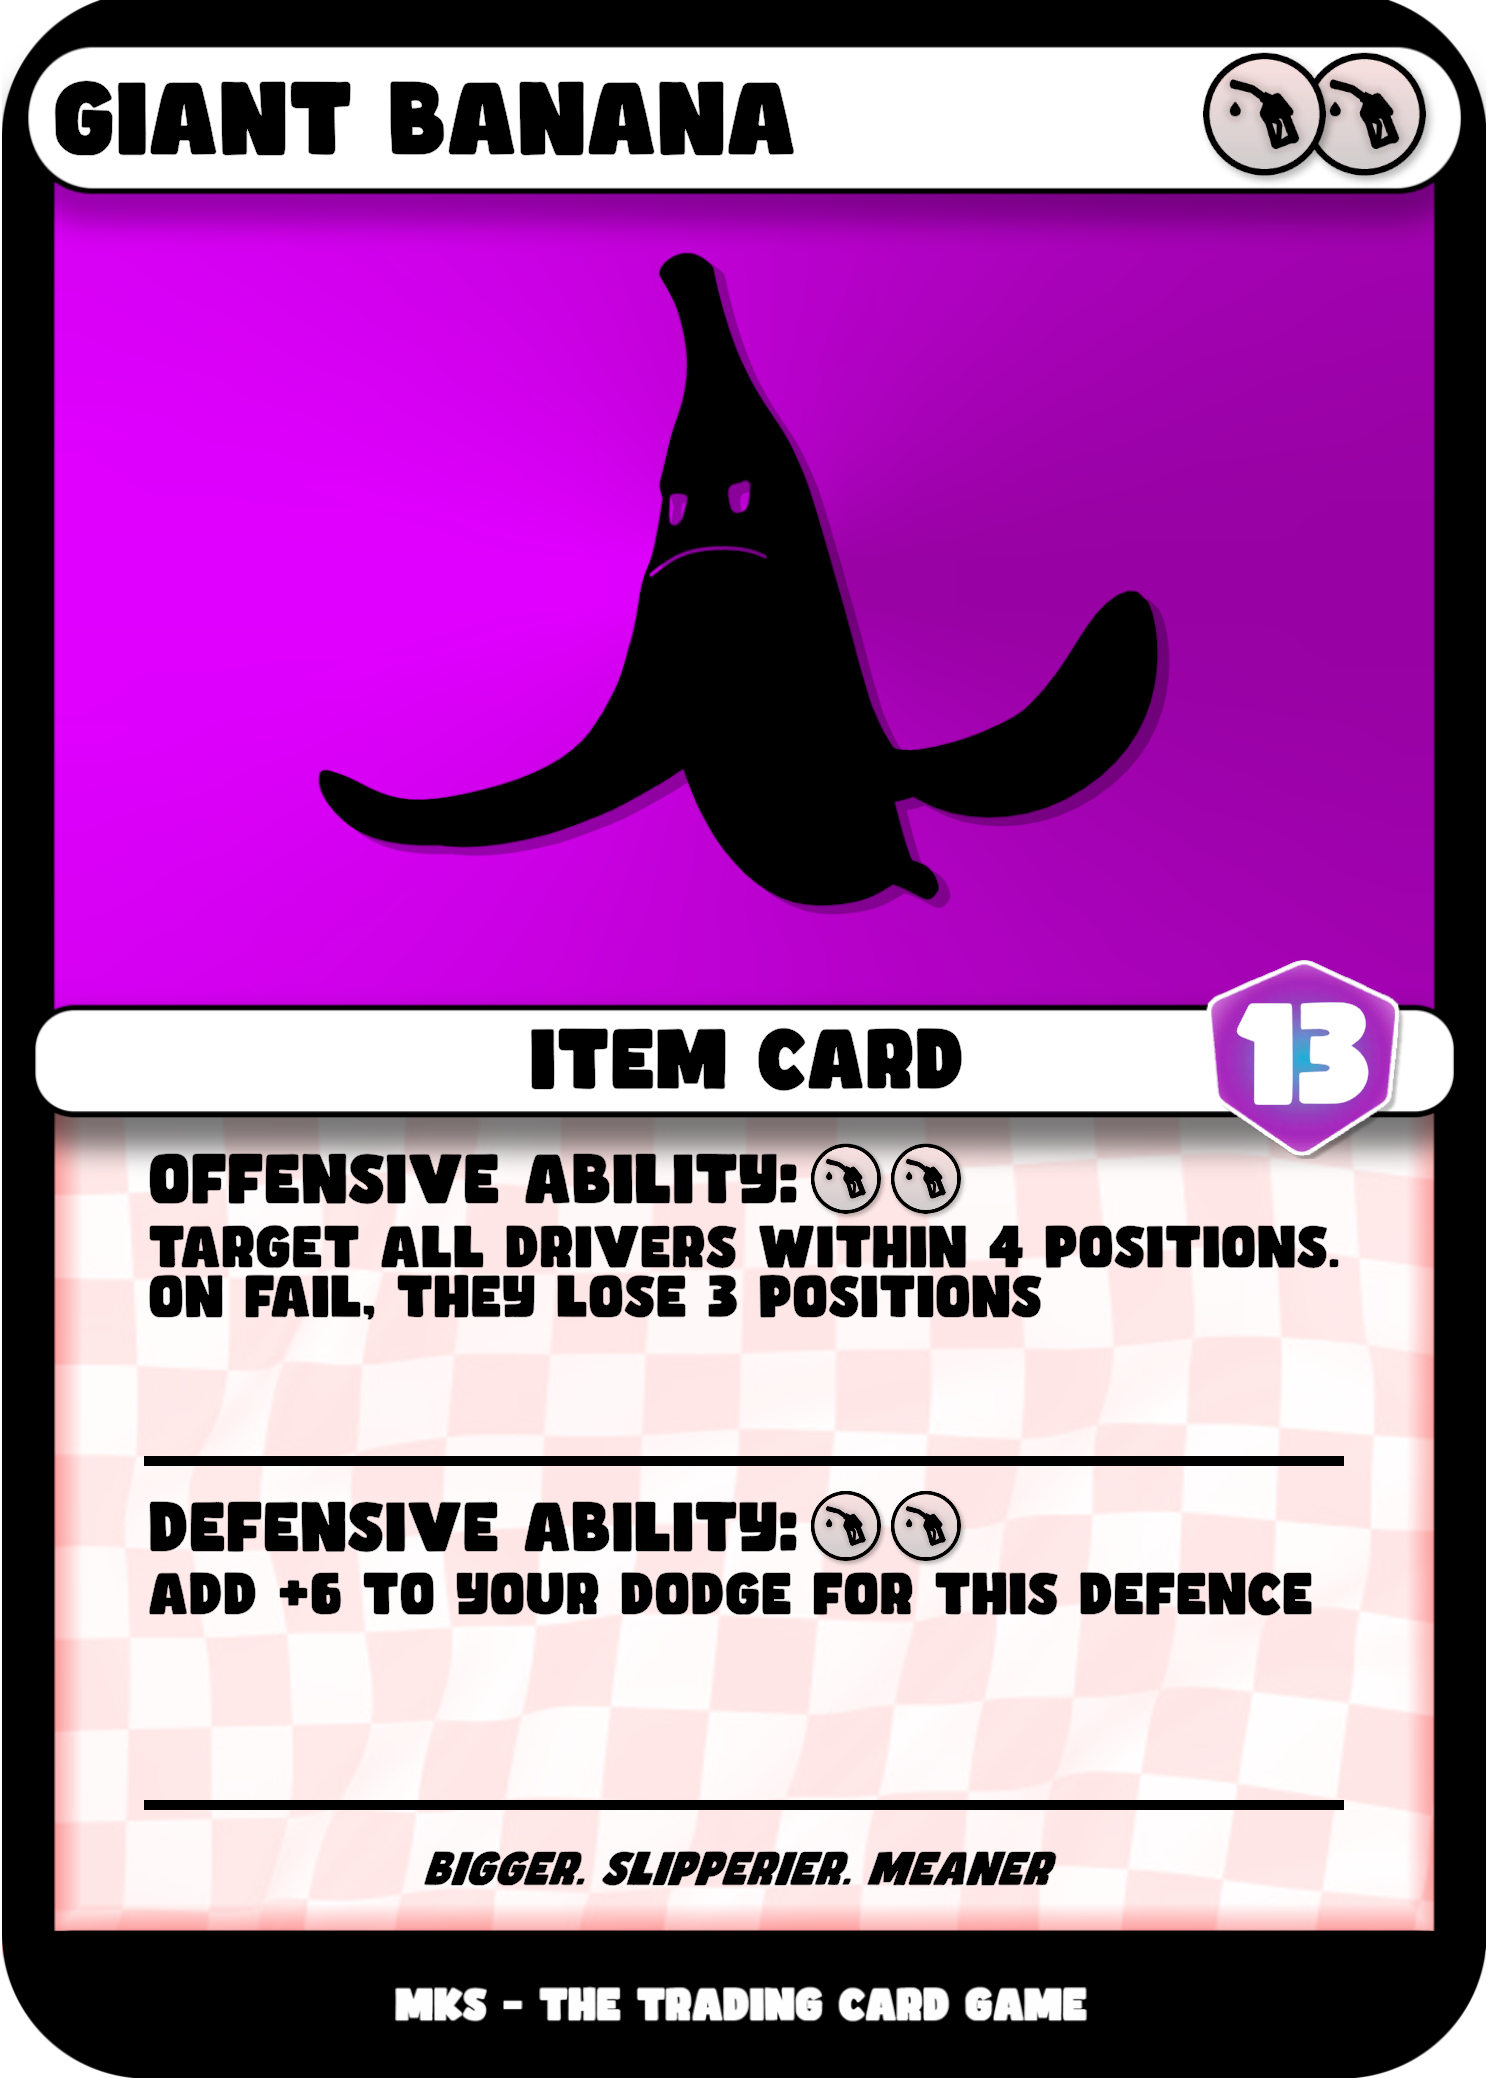 GIANT BANANA
ITEM CARD
13
OFFENSIVE ABILITY:
TARGET ALL DRIVERS WITHIN 4 POSITIONS.
ON FAIL, THEY LOSE 3 POSITIONS
DEFENSIVE ABILITY:
ADD +6 TO YOUR DODGE FOR THIS DEFENCE
BIGGER. SLIPPERIER. MEANER
MKS - THE TRADING CARD GAME